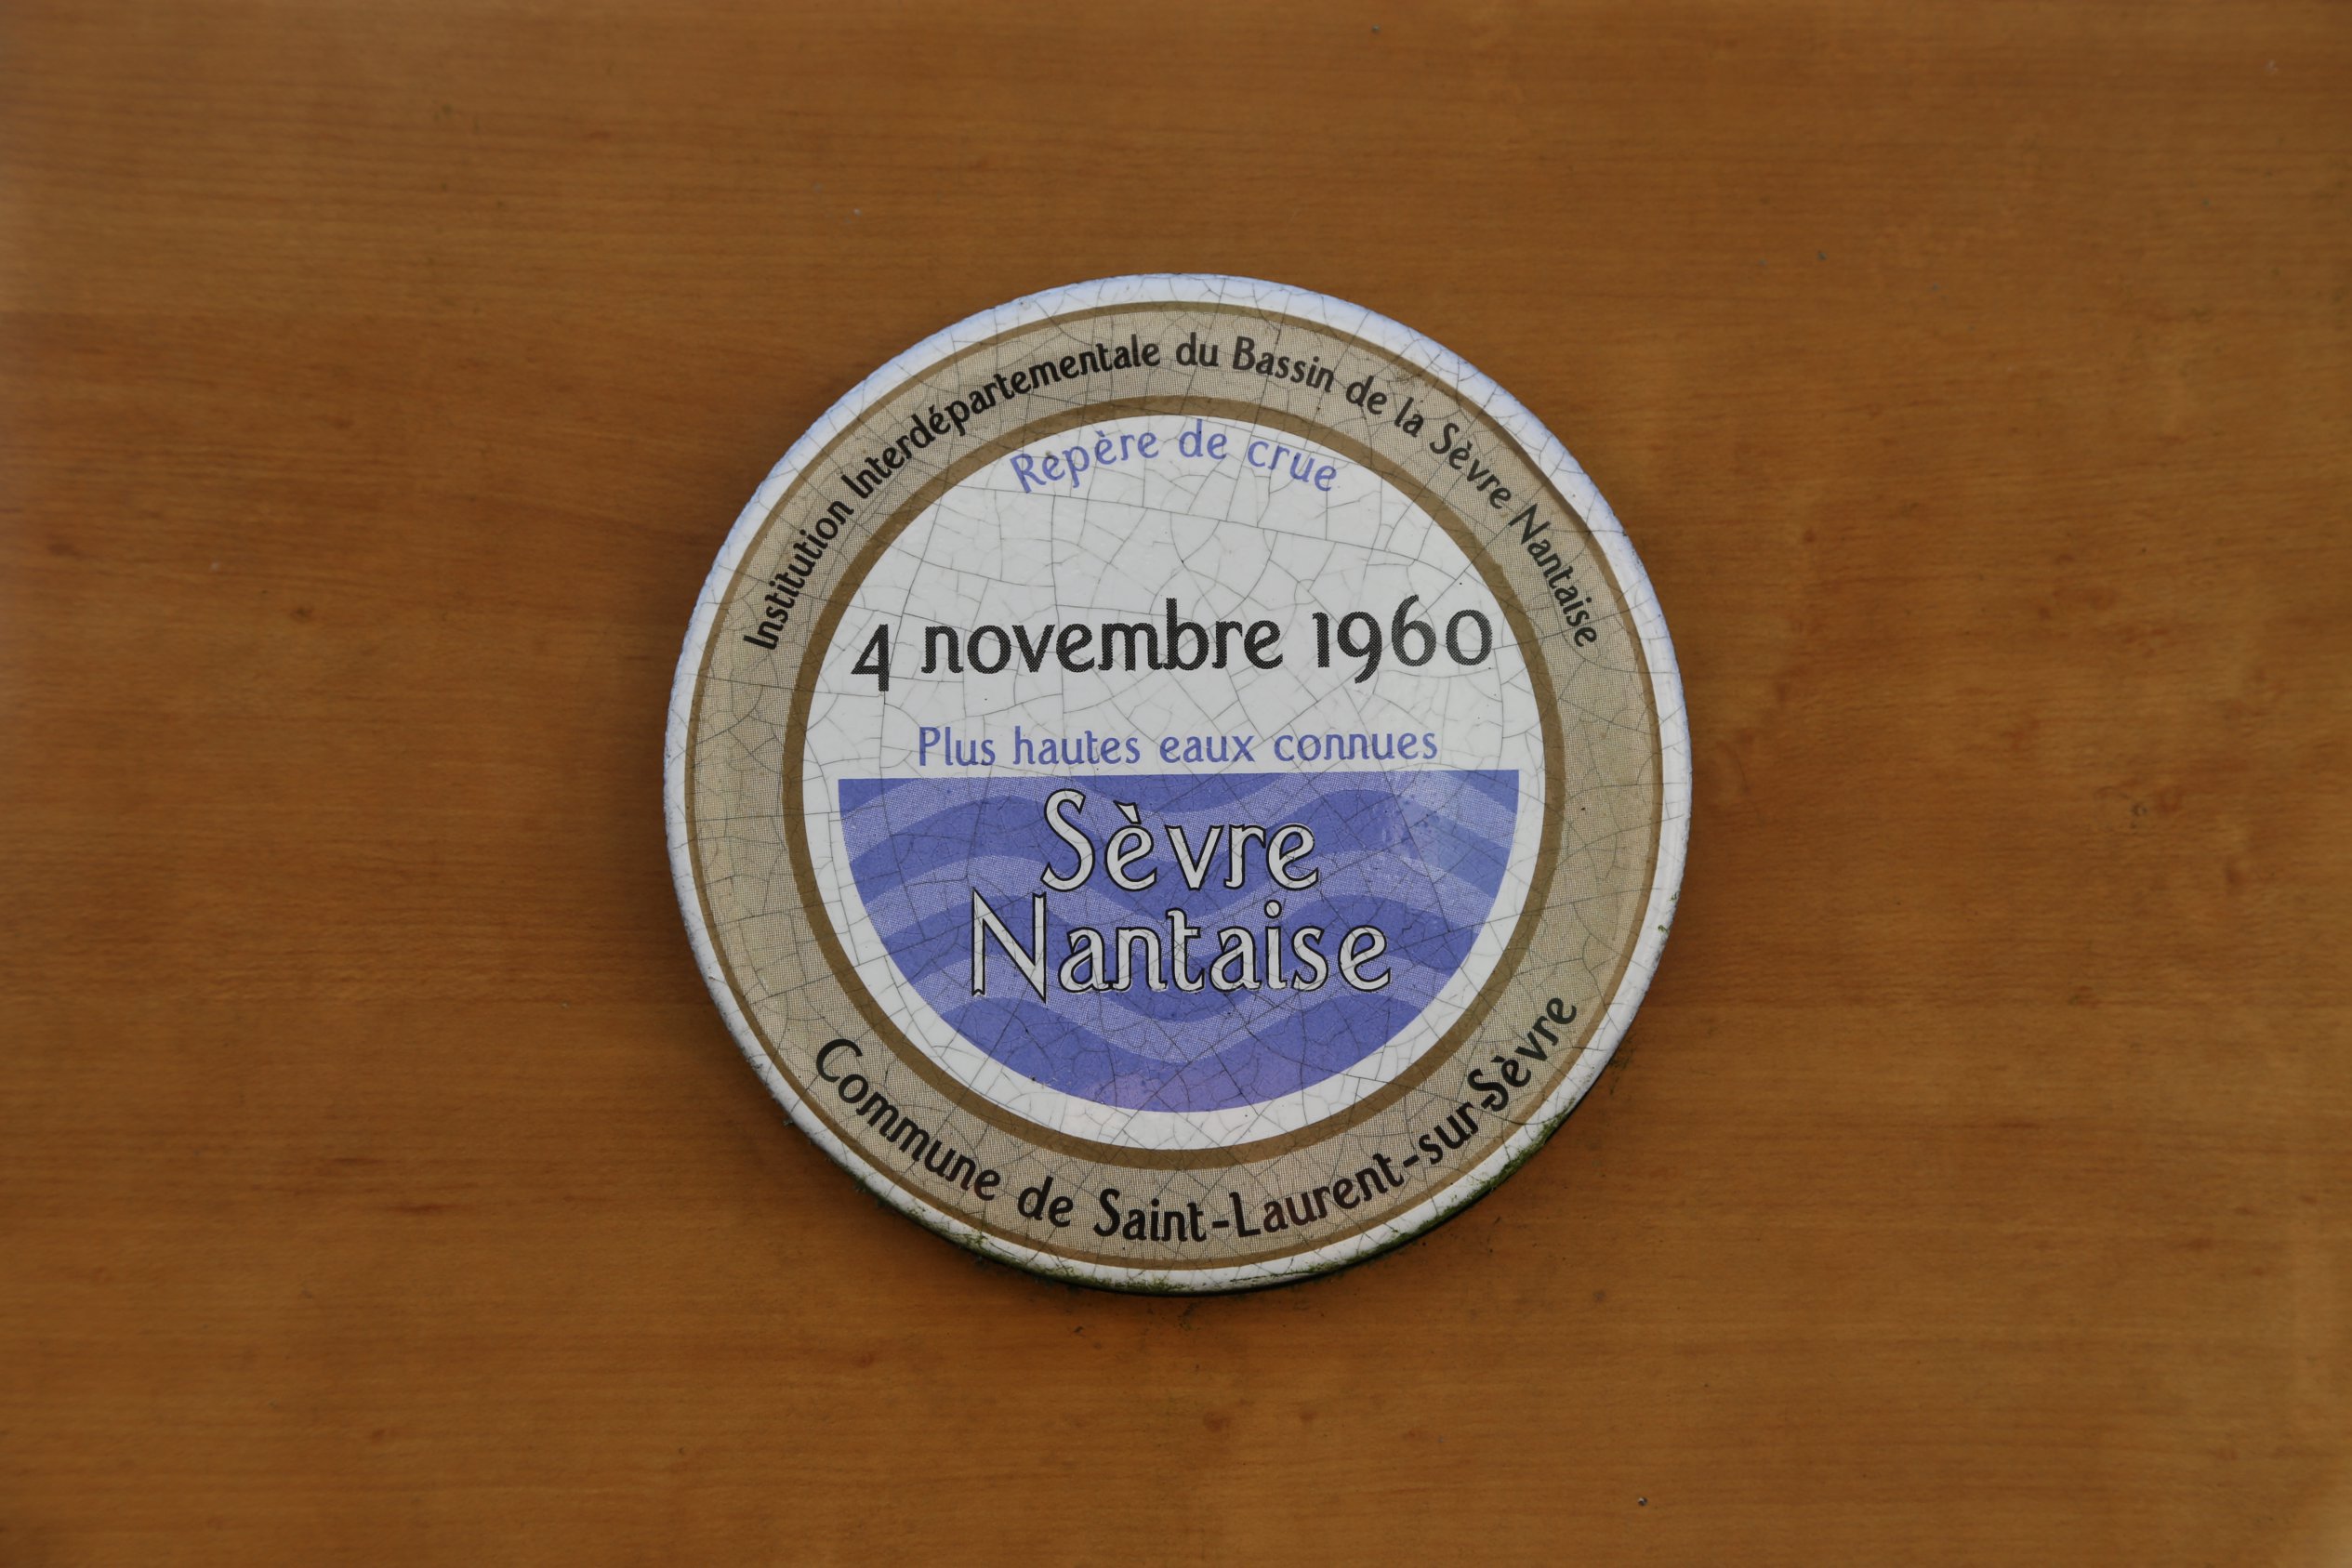 Institution Interdépartementale du Bassin de la Sèvre Nantaise
Repère de crue
4 novembre 1960
Plus hautes eaux connues
Sèvre
Nantaise
Commune de Saint-Laurent-sur-Sèvre